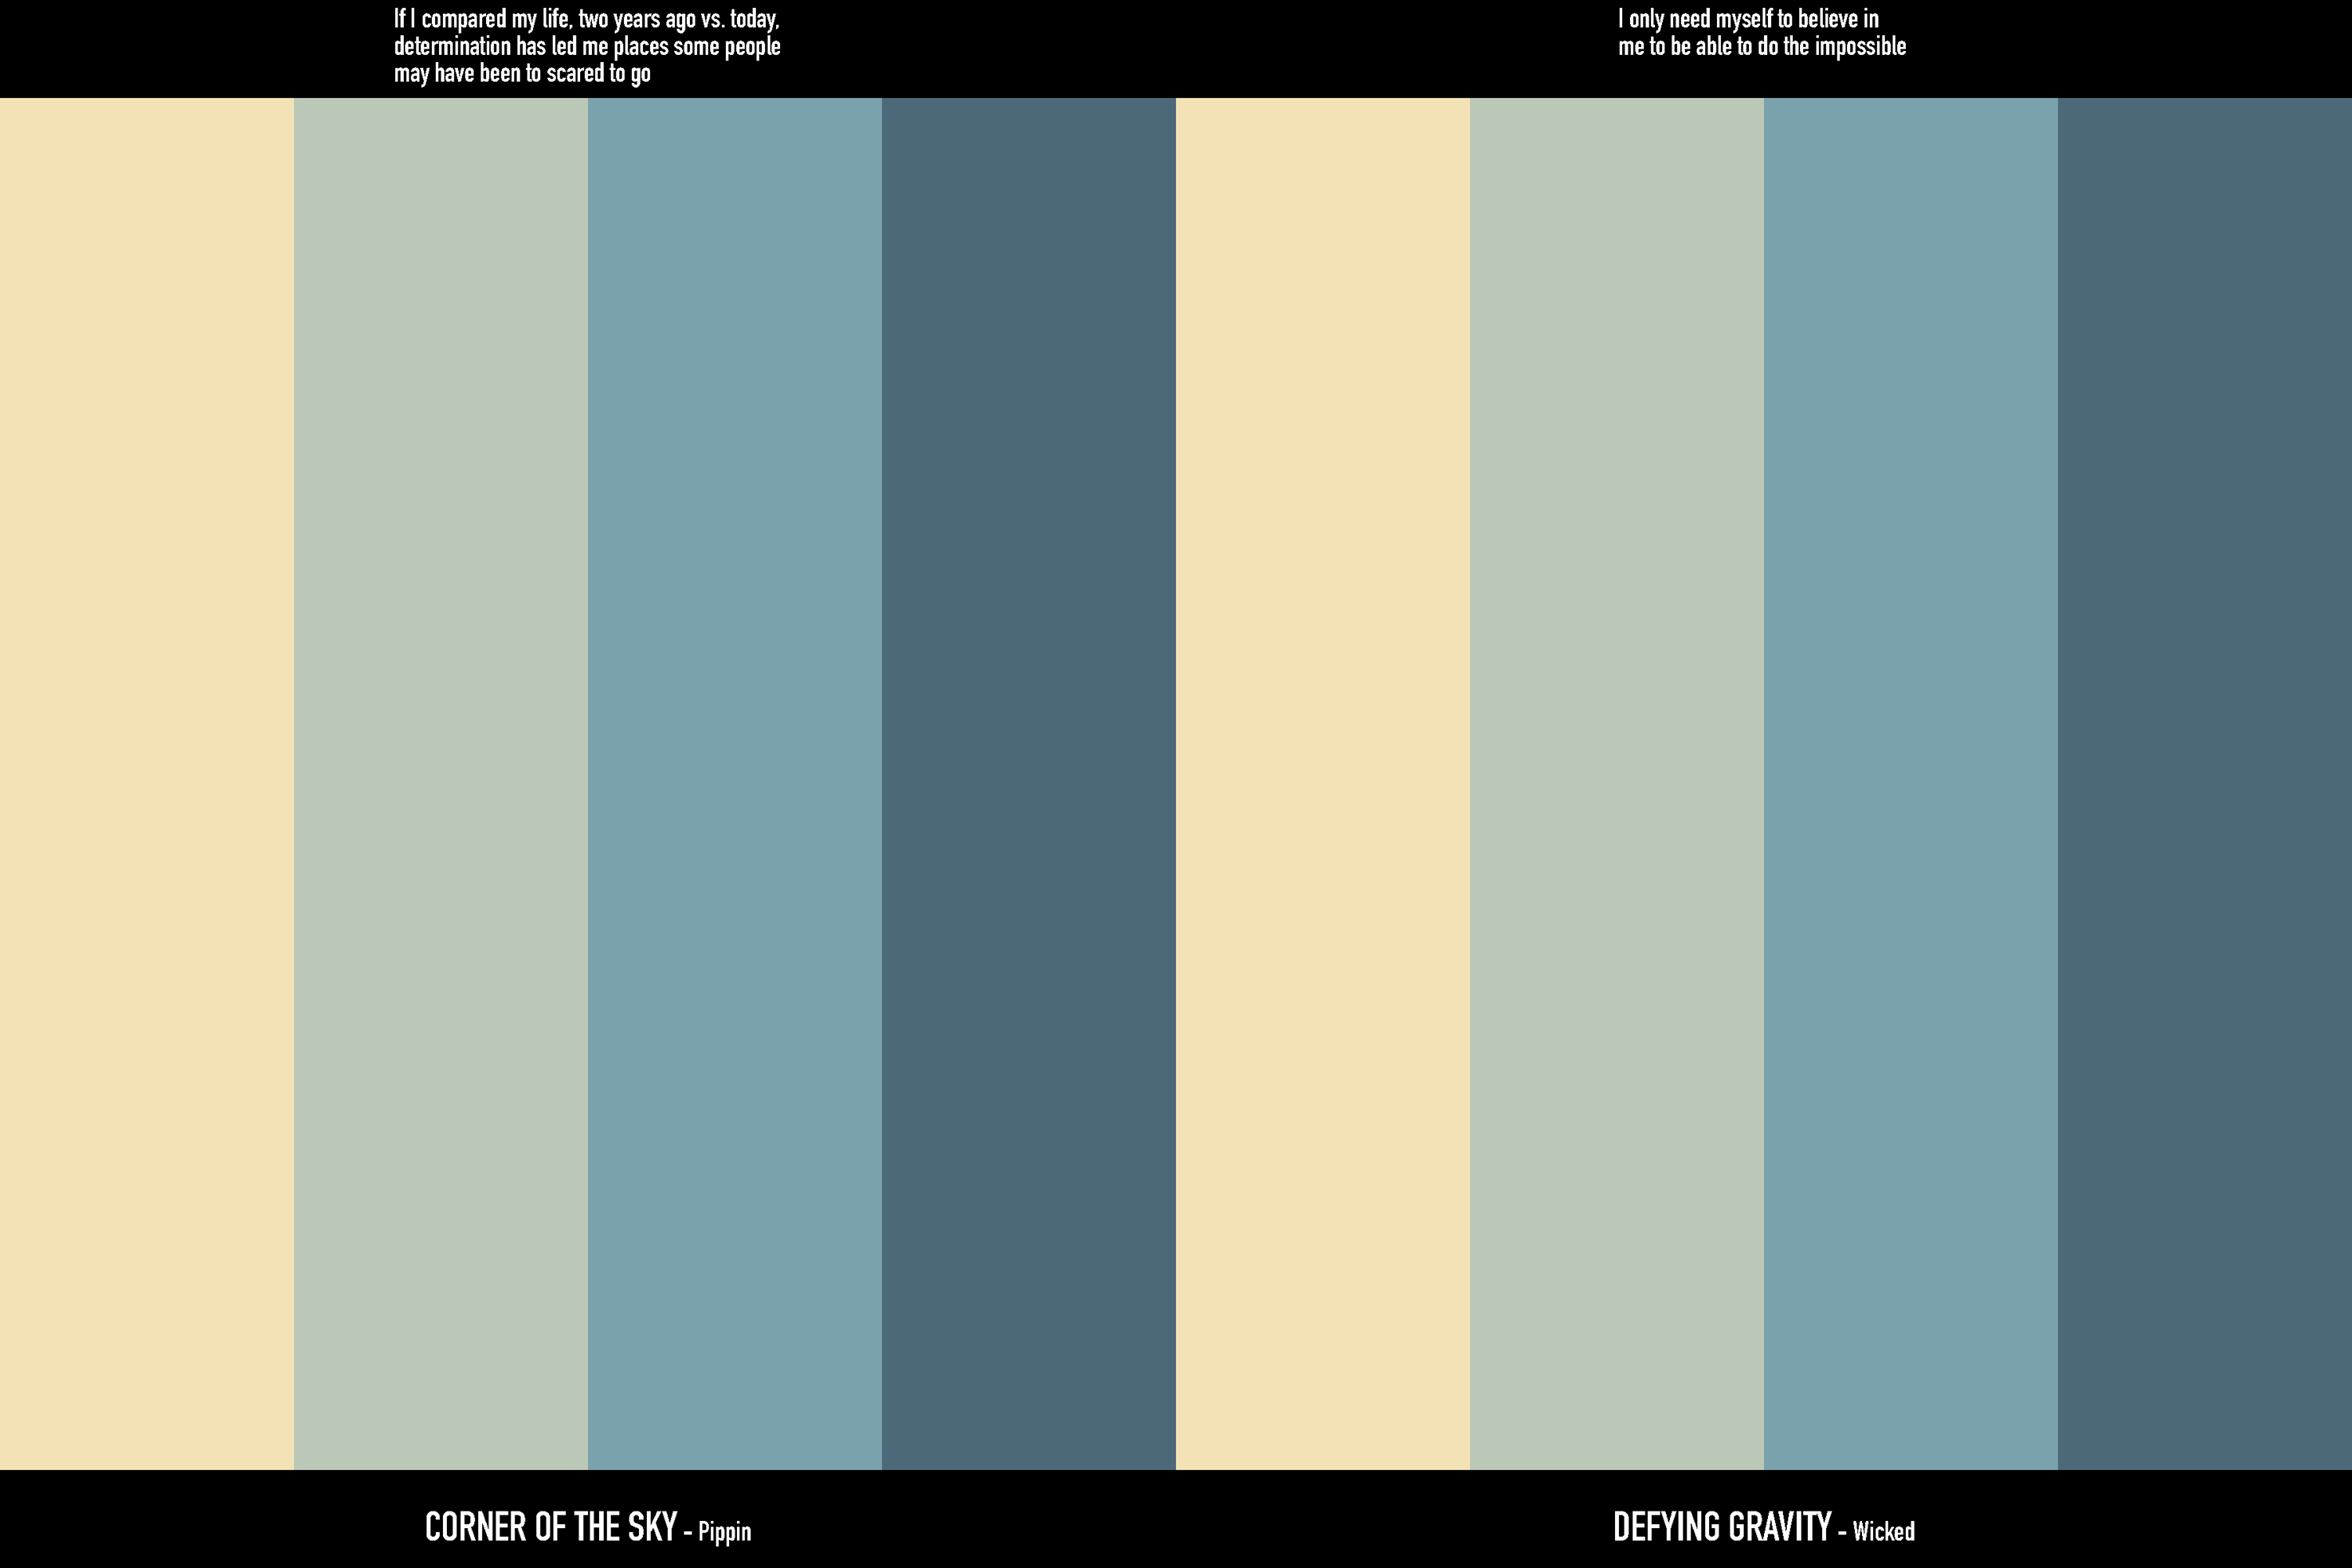 If I compared my life, two years ago vs. today,
determination has led me places some people
may have been to scared to go
I only need myself to believe in
me to be able to do the impossible
CORNER OF THE SKY - Pippin
DEFYING GRAVITY - Wicked